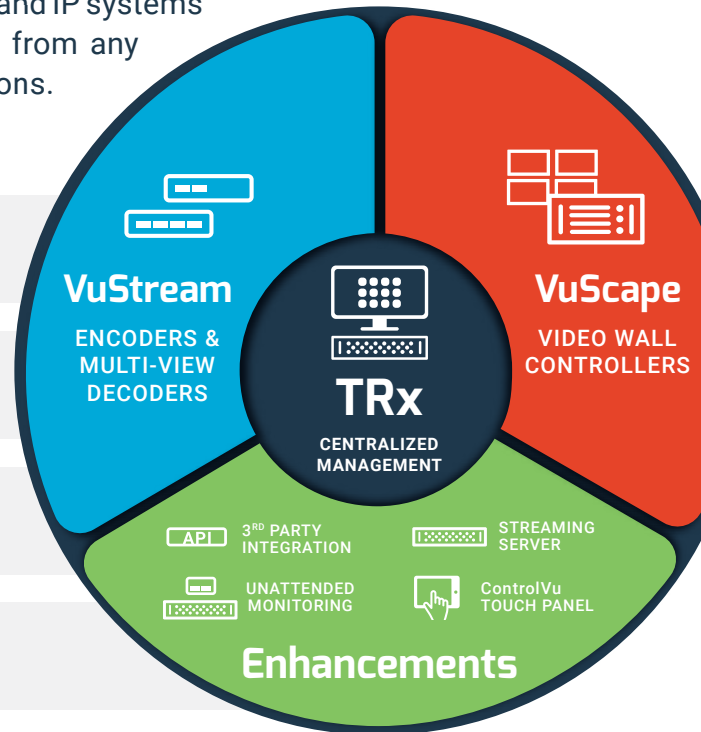 and IP systems
from any
ons.
VuStream
ENCODERS &
MULTI-VIEW
DECODERS
VuScape
VIDEO WALL
CONTROLLERS
TRx
CENTRALIZED
MANAGEMENT
API
3RD PARTY
INTEGRATION
STREAMING
SERVER
UNATTENDED
MONITORING
ControlVu
TOUCH PANEL
Enhancements